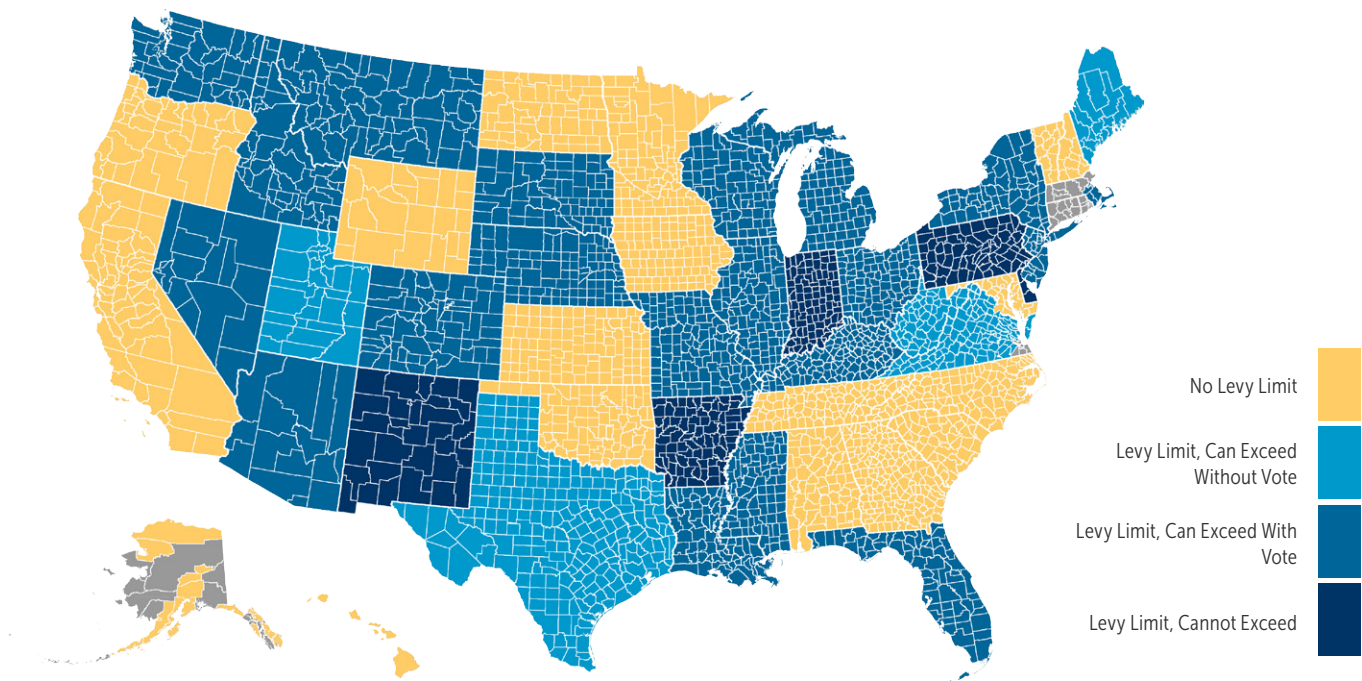 No Levy Limit
Levy Limit, Can Exceed
Without Vote
Levy Limit, Can Exceed With
Vote
Levy Limit, Cannot Exceed